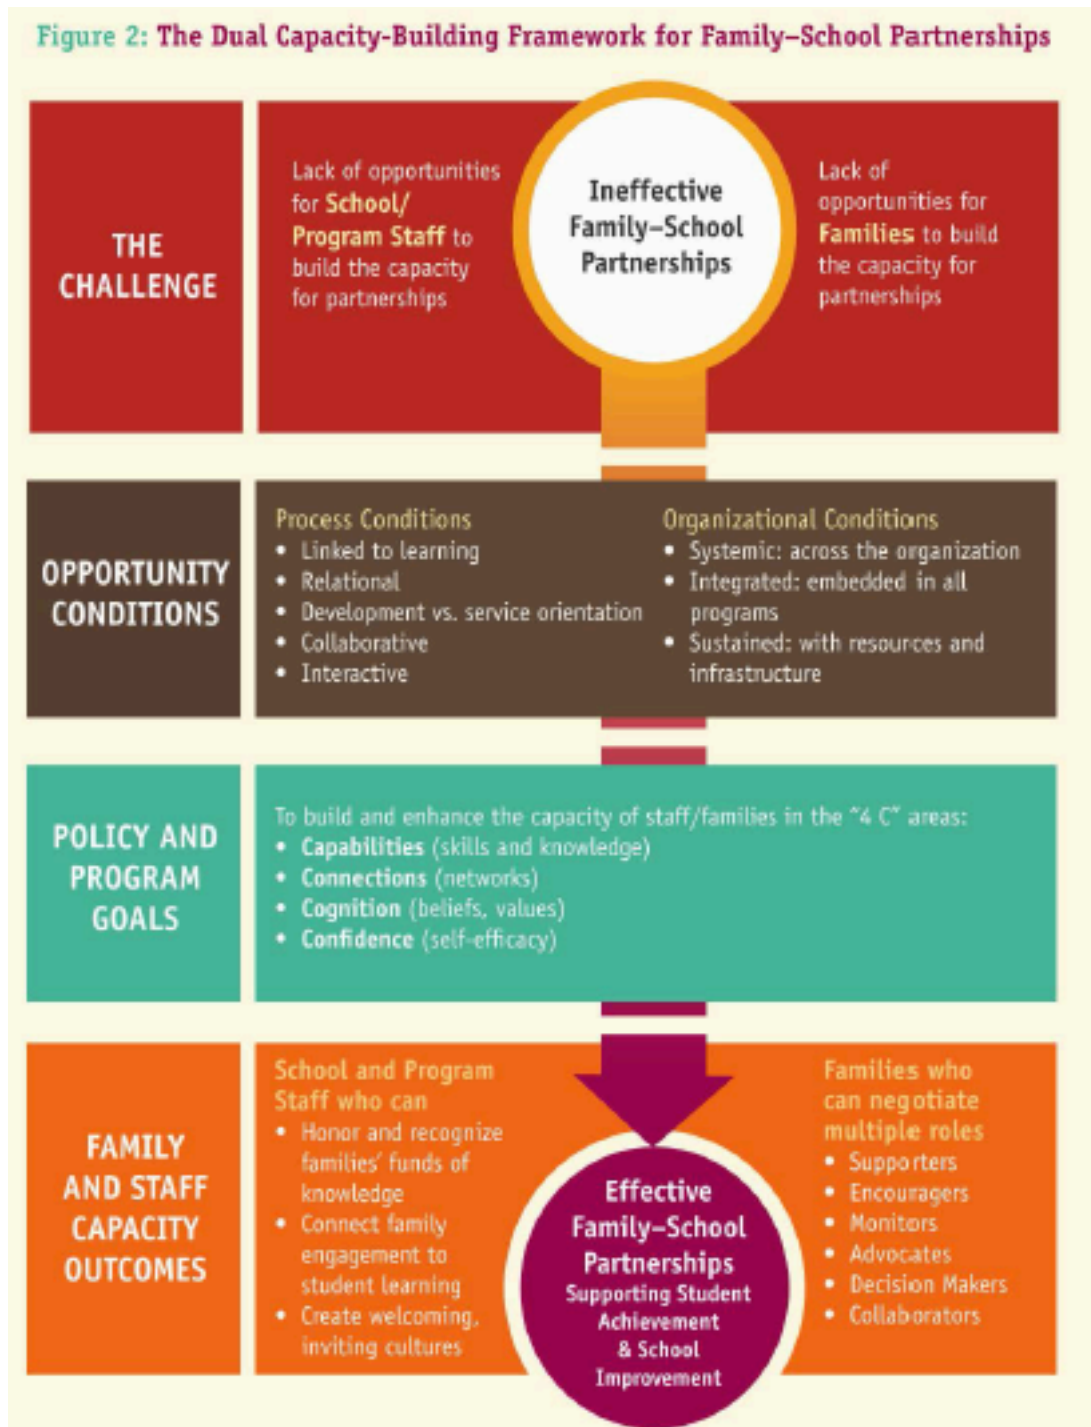 Figure 2: The Dual Capacity-Building Framework for Family–School Partnerships
THE
CHALLENGE
Lack of opportunities
for School/
Program Staff to
build the capacity
for partnerships
Ineffective
Family–School
Partnerships
Lack of
opportunities for
Families to build
the capacity for
partnerships
OPPORTUNITY
CONDITIONS
Process Conditions
• Linked to learning
• Relational
• Development vs. service orientation
• Collaborative
• Interactive
Organizational Conditions
• Systemic: across the organization
• Integrated: embedded in all
programs
• Sustained: with resources and
infrastructure
POLICY AND
PROGRAM
GOALS
To build and enhance the capacity of staff/families in the “4 C” areas:
• Capabilities (skills and knowledge)
• Connections (networks)
• Cognition (beliefs, values)
• Confidence (self-efficacy)
FAMILY
AND STAFF
CAPACITY
OUTCOMES
School and Program
Staff who can
• Honor and recognize
families’ funds of
knowledge
• Connect family
engagement to
student learning
• Create welcoming,
inviting cultures
Effective
Family–School
Partnerships
Supporting Student
Achievement
& School
Improvement
Families who
can negotiate
multiple roles
• Supporters
• Encouragers
• Monitors
• Advocates
• Decision Makers
• Collaborators